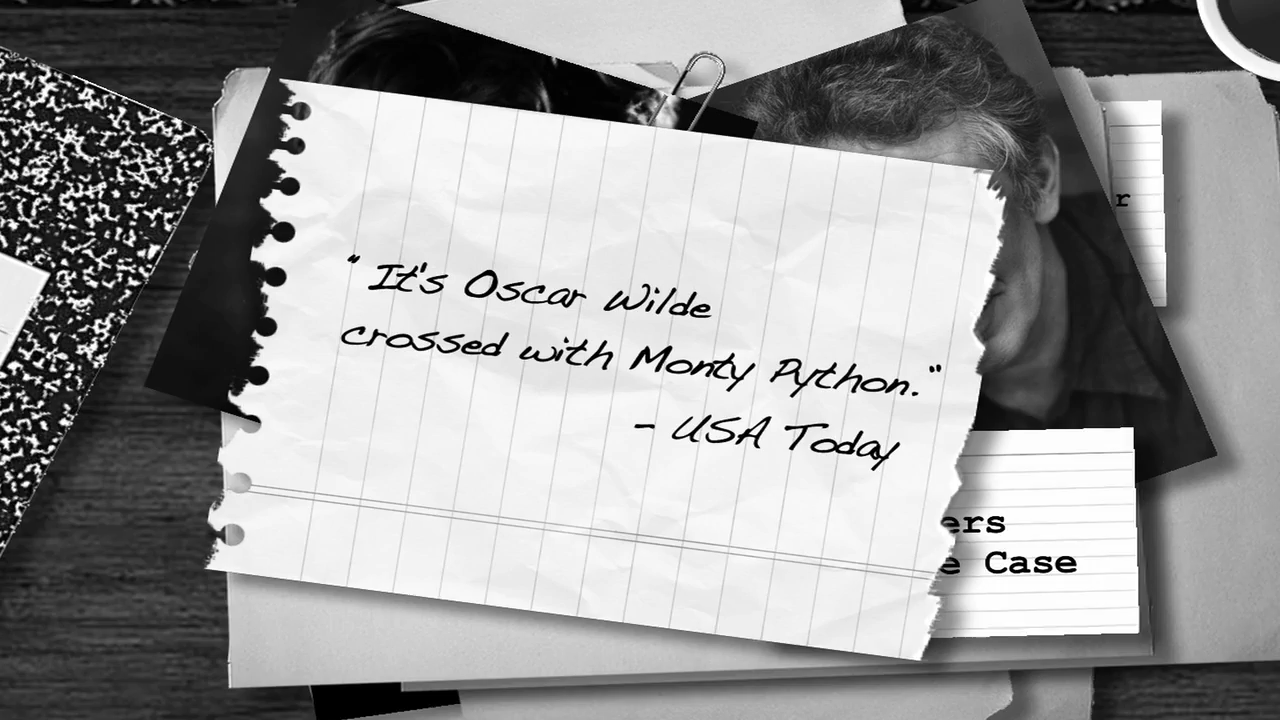 " It's Oscar Wilde
crossed with Monty Python."
- USA Today
r
ers
e Case